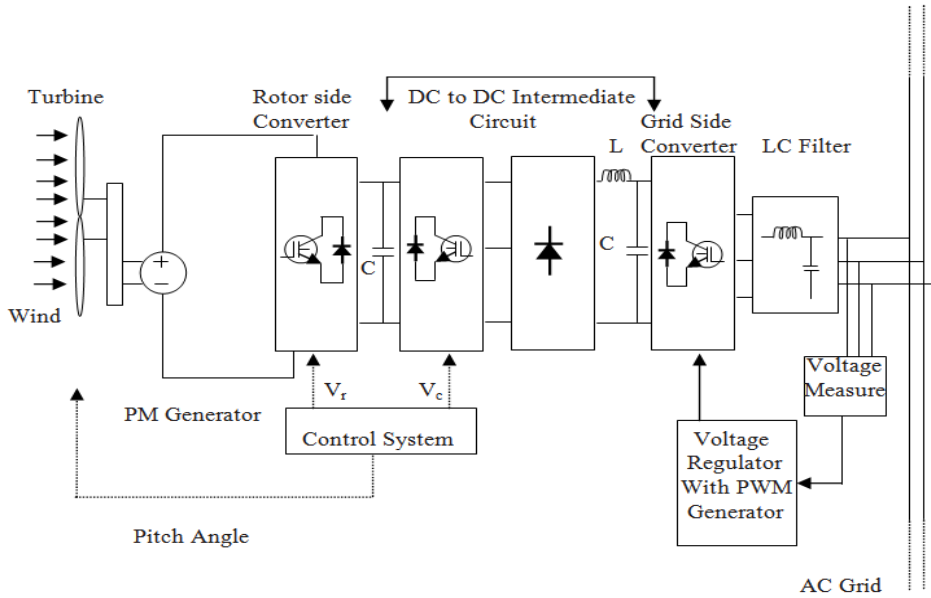 Turbine
Rotor side
Converter
DC to DC Intermediate
Circuit
L
Grid Side
Converter
LC Filter
C
C
+
−
Wind
Vr
Vc
PM Generator
Control System
Voltage
Measure
Voltage
Regulator
With PWM
Generator
Pitch Angle
AC Grid